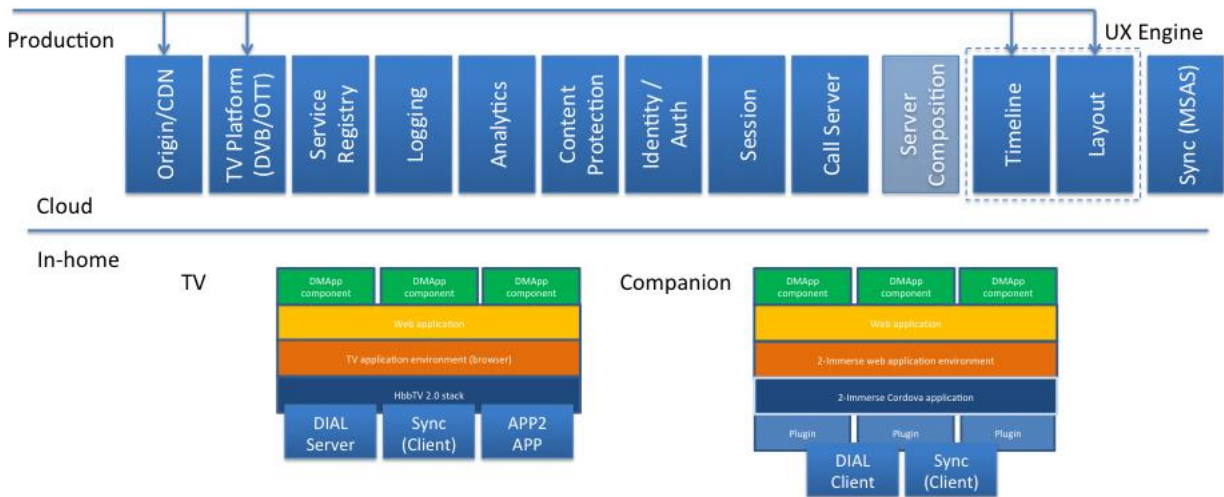 Production
UX Engine
Origin/CDN
TV Platform
(DVB/OTT)
Service
Registry
Logging
Analytics
Content
Protection
Identity /
Auth
Session
Call Server
Server
Composition
Timeline
Layout
Sync (MSAS)
Cloud
In-home
TV
DMApp
component
DMApp
component
DMApp
component
Web application
TV application environment (browser)
HbbTV 2.0 stack
DIAL
Server
Sync
(Client)
APP2
APP
Companion
DMApp
component
DMApp
component
DMApp
component
Web application
2-Immerse web application environment
2-Immerse Cordova application
Plugin
Plugin
Plugin
DIAL
Client
Sync
(Client)